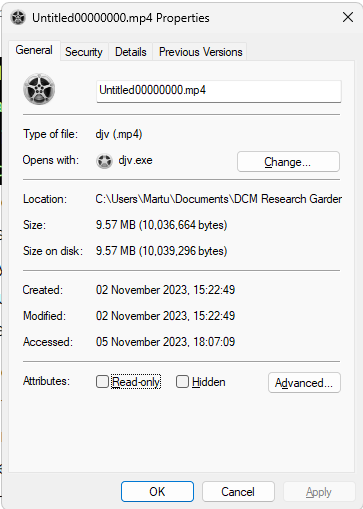 Untitled00000000.mp4 Properties
General Security Details Previous Versions
Untitled00000000.mp4
Type of file: djv (.mp4)
Opens with: djv.exe Change...
Location: C:\Users\Martu\Documents\DCM Research Garder
Size: 9.57 MB (10,036,664 bytes)
Size on disk: 9.57 MB (10,039,296 bytes)
Created: 02 November 2023, 15:22:49
Modified: 02 November 2023, 15:22:49
Accessed: 05 November 2023, 18:07:09
Attributes: Read-only Hidden Advanced...
OK Cancel Apply